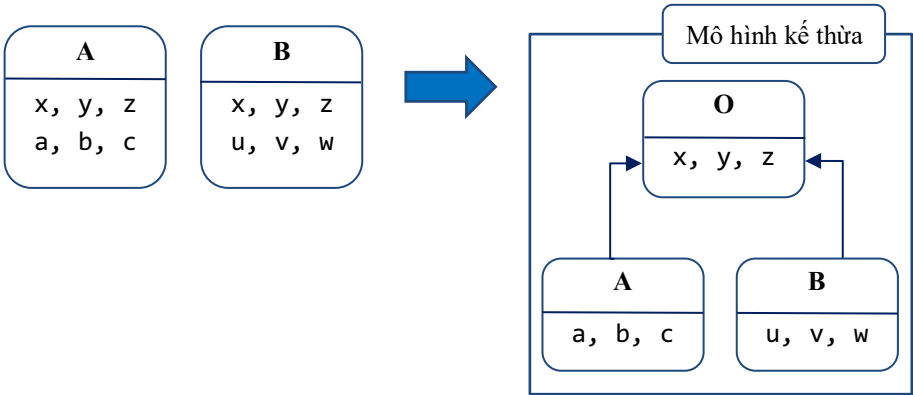 A
x, y, z
a, b, c
B
x, y, z
u, v, w
Mô hình kế thừa
O
x, y, z
A
a, b, c
B
u, v, w